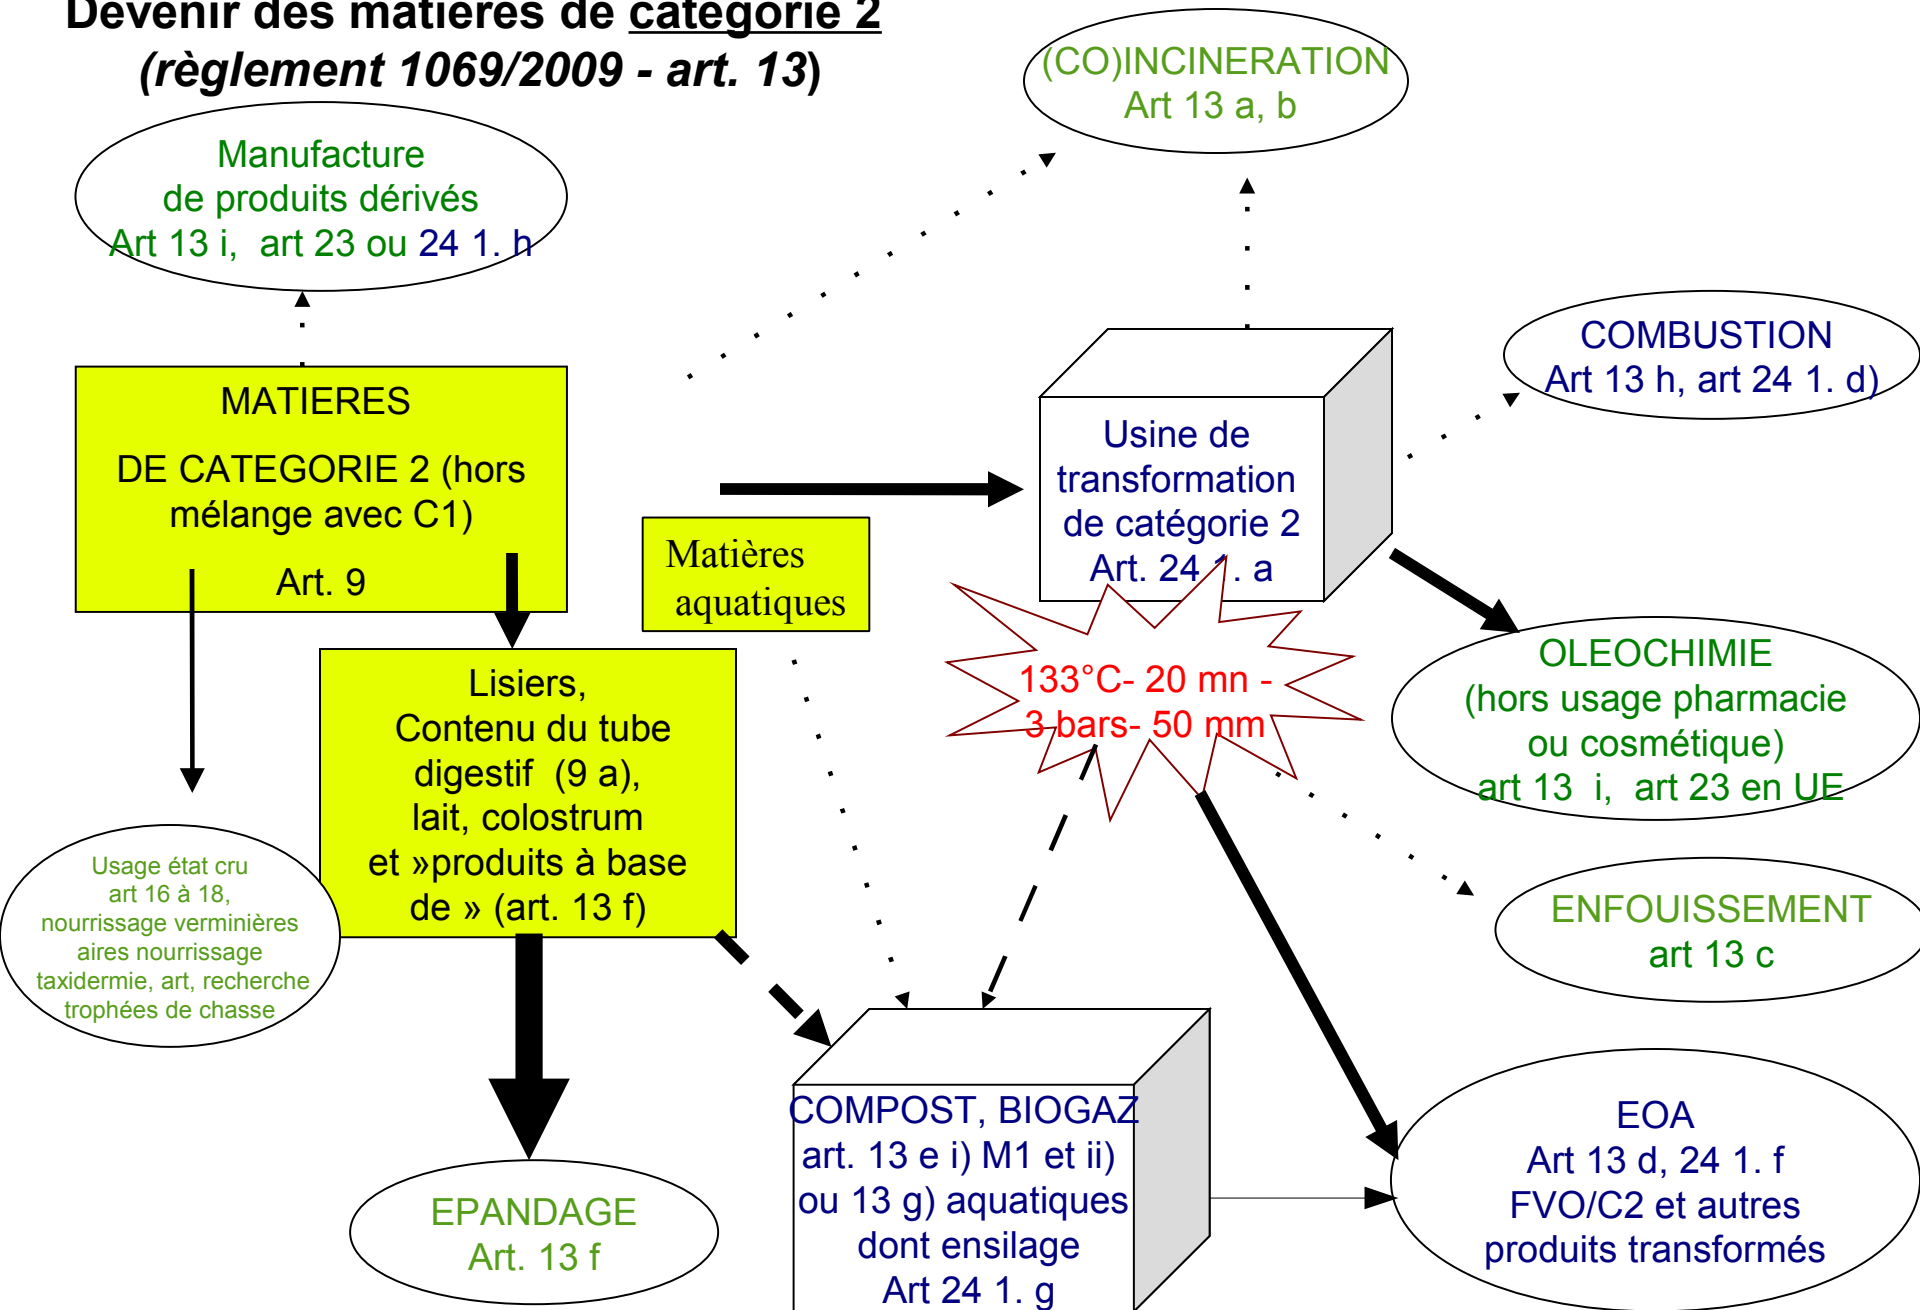 Devenir des matières de catégorie 2
(règlement 1069/2009 - art. 13)
(CO)INCINERATION
Art 13 a, b
Manufacture
de produits dérivés
Art 13 i, art 23 ou 24 1. h
COMBUSTION
Art 13 h, art 24 1. d)
MATIERES
DE CATEGORIE 2 (hors
mélange avec C1)
Art. 9
Usine de
transformation
de catégorie 2
Art. 24 1. a
Matières
aquatiques
133°C- 20 mn -
3 bars- 50 mm
OLEOCHIMIE
(hors usage pharmacie
ou cosmétique)
art 13 i, art 23 en UE
Lisiers,
Contenu du tube
digestif (9 a),
lait, colostrum
et »produits à base
de » (art. 13 f)
Usage état cru
art 16 à 18,
nourrissage verminières
aires nourrissage
taxidermie, art, recherche
trophées de chasse
ENFOUISSEMENT
art 13 c
EPANDAGE
Art. 13 f
COMPOST, BIOGAZ
art. 13 e i) M1 et ii)
ou 13 g) aquatiques
dont ensilage
Art 24 1. g
EOA
Art 13 d, 24 1. f
FVO/C2 et autres
produits transformés